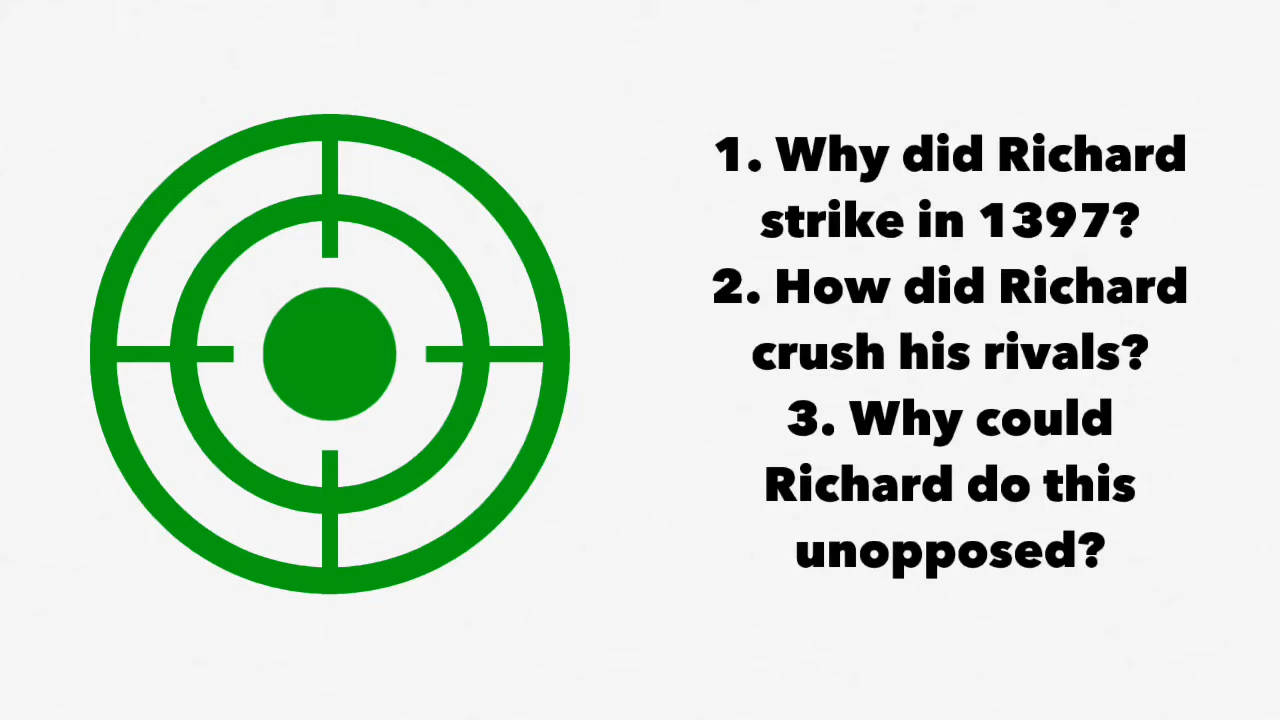 1. Why did Richard
strike in 1397?
2. How did Richard
crush his rivals?
3. Why could
Richard do this
unopposed?